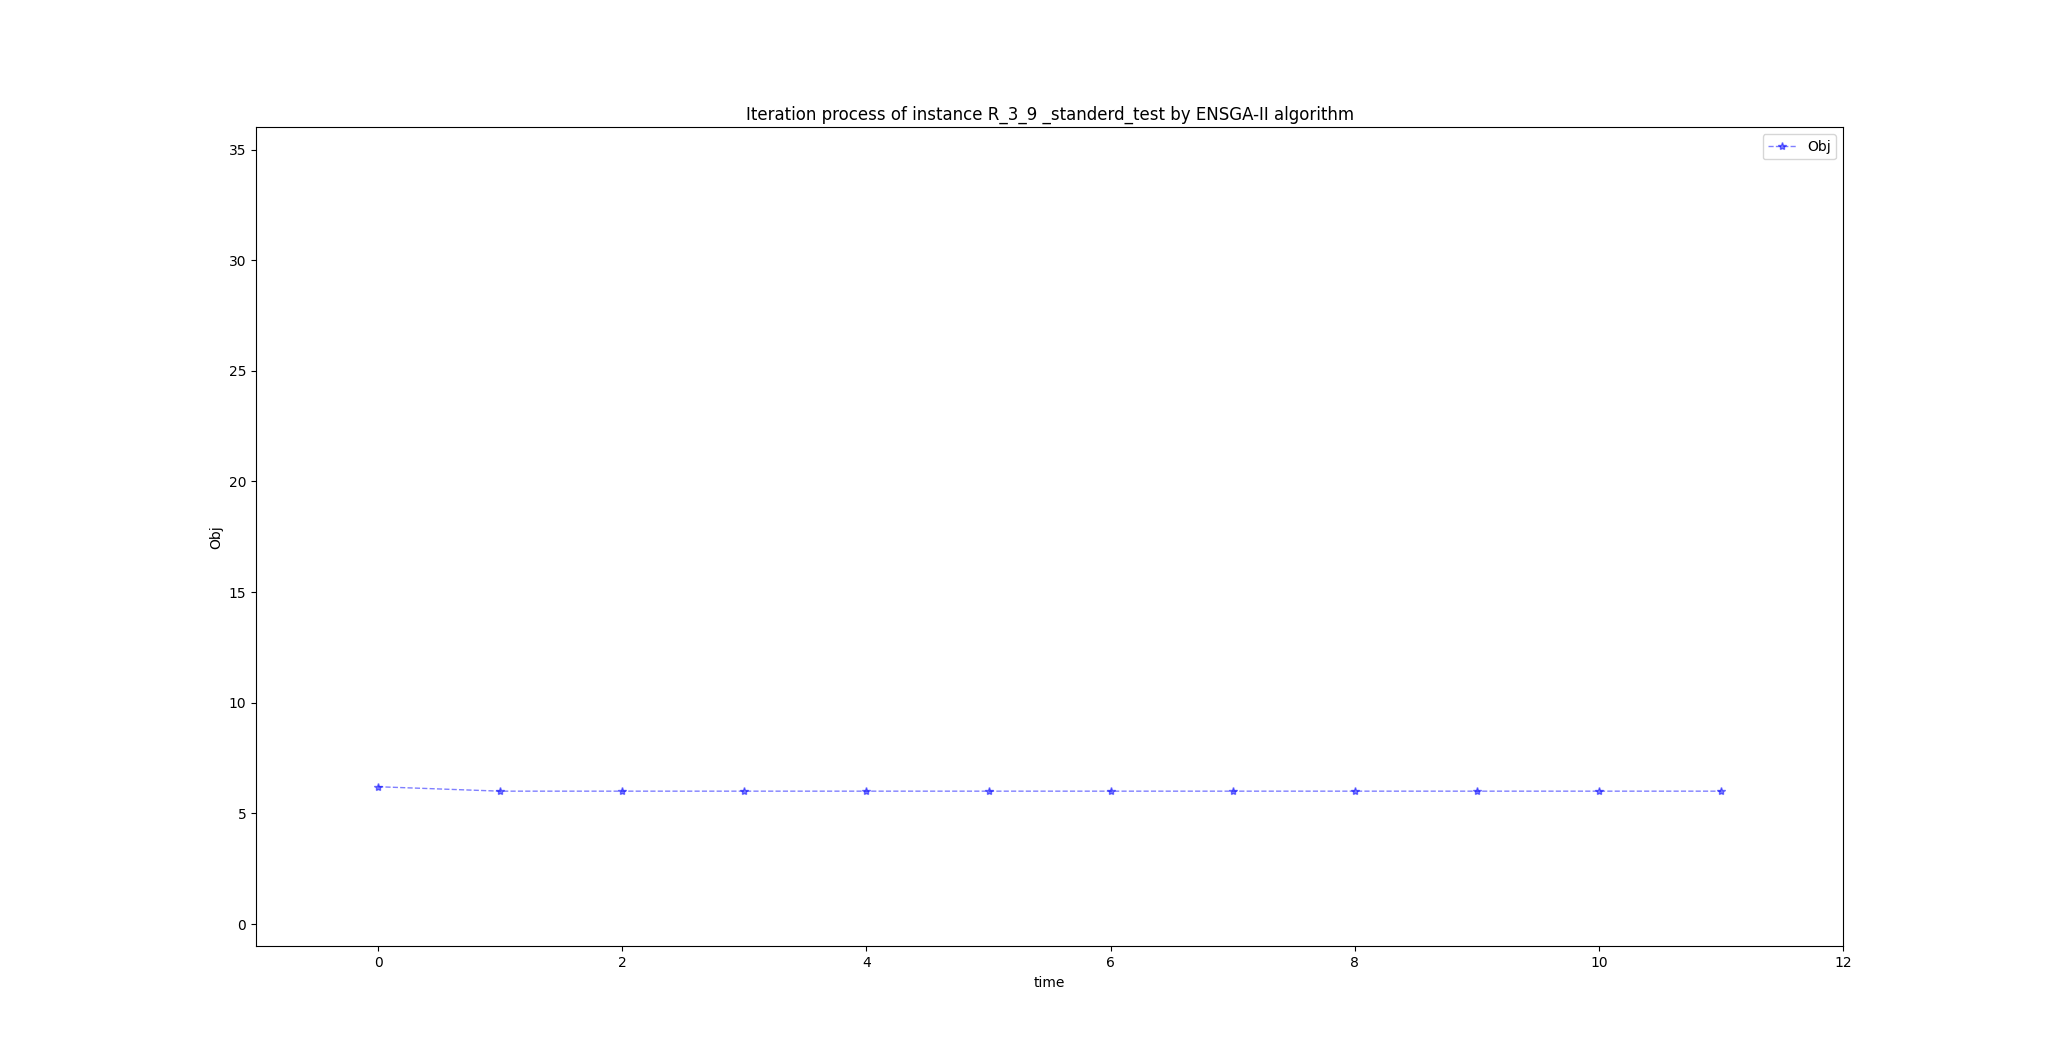 Iteration process of instance R_3_9 _standerd_test by ENSGA-II algorithm
Obj
35
30
25
20
15
10
5
0
Obj
0 2 4 6 8 10 12
time